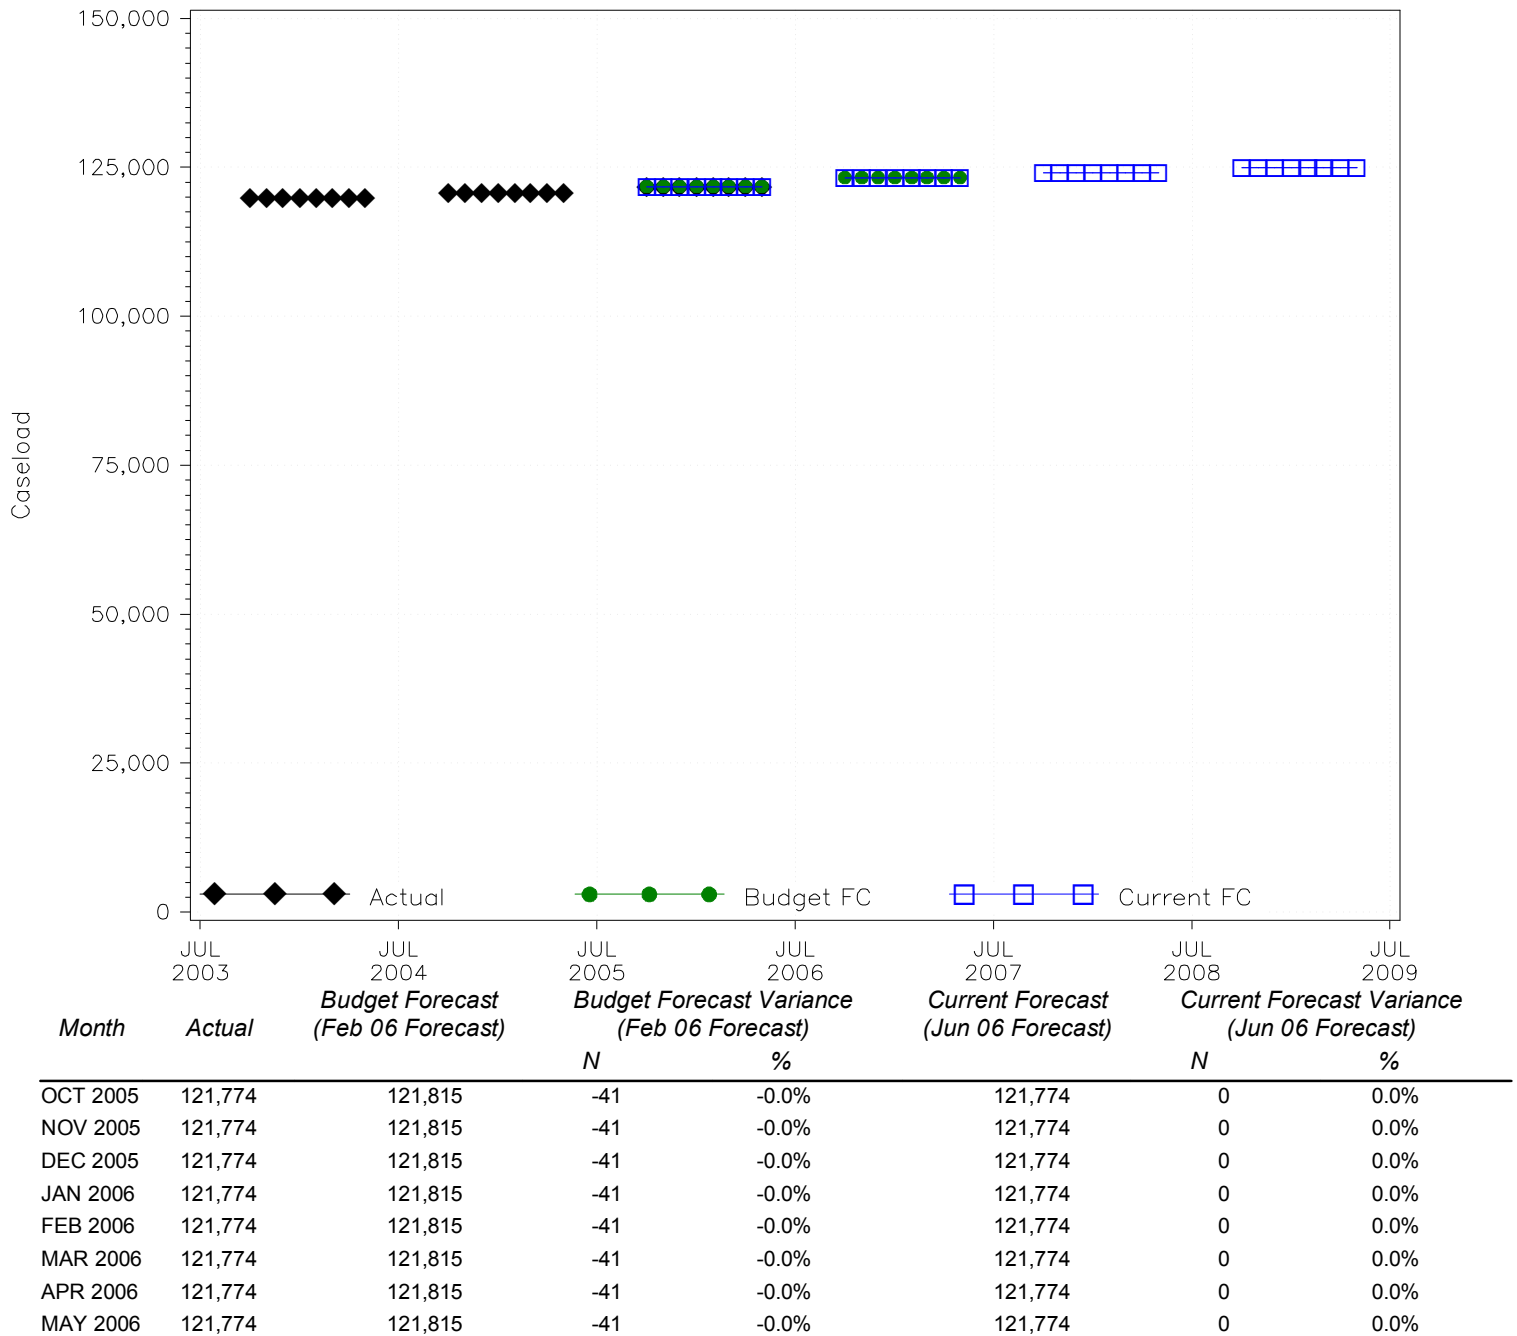 150,000
125,000
100,000
75,000
50,000
25,000
0
Caseload
Actual Budget FC Current FC
JUL JUL JUL JUL JUL JUL JUL
2003 2004 2005 2006 2007 2008 2009
Budget Forecast Budget Forecast Variance Current Forecast Current Forecast Variance
Month Actual (Feb 06 Forecast) (Feb 06 Forecast) (Jun 06 Forecast) (Jun 06 Forecast)
N % N %
OCT 2005 121,774 121,815 -41 -0.0% 121,774 0 0.0%
NOV 2005 121,774 121,815 -41 -0.0% 121,774 0 0.0%
DEC 2005 121,774 121,815 -41 -0.0% 121,774 0 0.0%
JAN 2006 121,774 121,815 -41 -0.0% 121,774 0 0.0%
FEB 2006 121,774 121,815 -41 -0.0% 121,774 0 0.0%
MAR 2006 121,774 121,815 -41 -0.0% 121,774 0 0.0%
APR 2006 121,774 121,815 -41 -0.0% 121,774 0 0.0%
MAY 2006 121,774 121,815 -41 -0.0% 121,774 0 0.0%